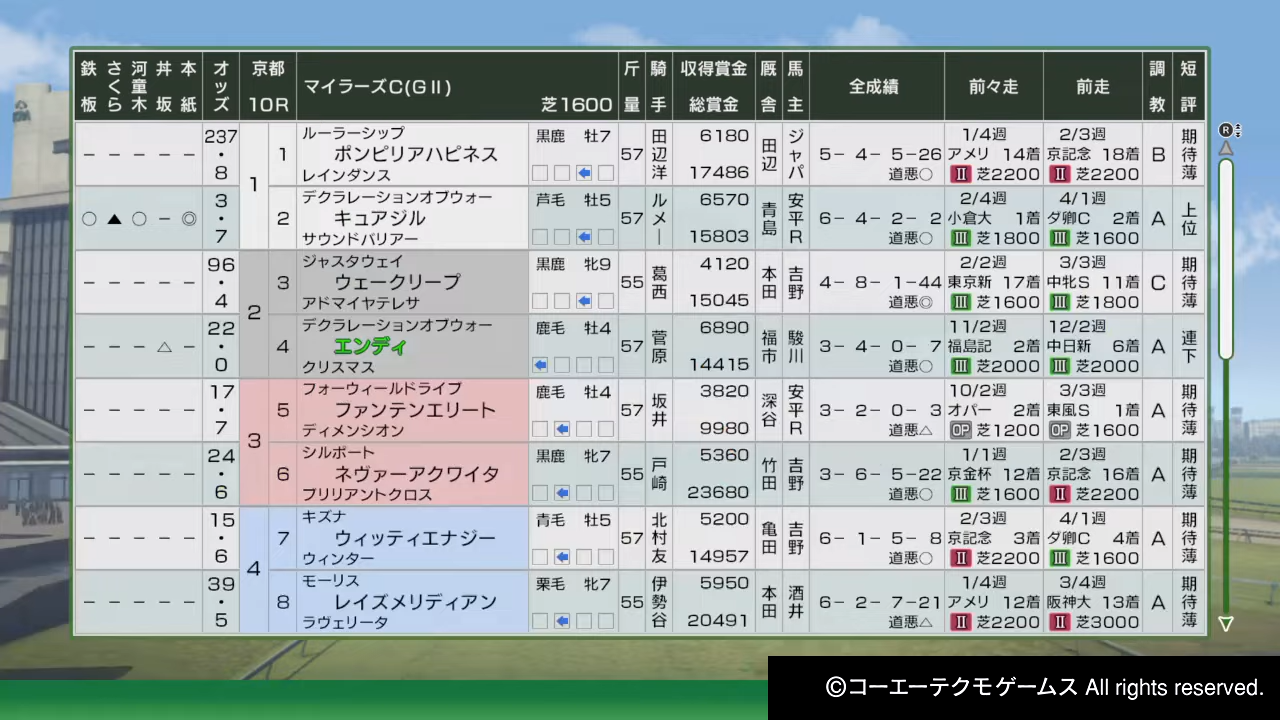 鉄板 さくら 河童木 丼坂 本紙 オッズ 京都10R マイラーズC(GⅡ) 芝1600 斤量 騎手 収得賞金 総賞金 厩舎 馬主 全成績 前々走 前走 調教 短評
－ － － － － 237・8 1 1 ルーラーシップ 黒鹿 牡7 57 田辺洋 6180 田辺 ジャパ 5－ 4－ 5－26 1/4週 2/3週 B 期待薄
ポンピリアハピネス アメリ 14着 京記念 18着
レインダンス 17486 道悪○ Ⅱ 芝2200 Ⅱ 芝2200
○ ▲ ○ － ◎ 3・7 2 デクラレーションオブウォー 芦毛 牡5 57 ルメー 6570 青島 安平R 6－ 4－ 2－ 2 2/4週 4/1週 A 上位
キュアジル 小倉大 1着 ダ卿C 2着
サウンドバリアー 15803 道悪○ Ⅲ 芝1800 Ⅲ 芝1600
－ － － － － 96・4 2 3 ジャスタウェイ 黒鹿 牝9 55 葛西 4120 本田 吉野 4－ 8－ 1－44 2/2週 3/3週 C 期待薄
ウェークリープ 東京新 17着 中牝S 11着
アドマイヤテレサ 15045 道悪◎ Ⅲ 芝1600 Ⅲ 芝1800
－ － － △ － 22・0 4 デクラレーションオブウォー 鹿毛 牡4 57 菅原 6890 福市 駿川 3－ 4－ 0－ 7 11/2週 12/2週 A 連下
エンディ 福島記 2着 中日新 6着
クリスマス 14415 道悪○ Ⅲ 芝2000 Ⅲ 芝2000
－ － － － － 17・7 3 5 フォーウィールドライブ 鹿毛 牡4 57 坂井 3820 深谷 安平R 3－ 2－ 0－ 3 10/2週 3/3週 A 期待薄
ファンテンエリート オパー 2着 東風S 1着
ディメンシオン 9980 道悪△ OP 芝1200 OP 芝1600
－ － － － － 24・6 6 シルポート 黒鹿 牝7 55 戸崎 5360 竹田 吉野 3－ 6－ 5－22 1/1週 2/3週 A 期待薄
ネヴァーアクワイタ 京金杯 12着 京記念 16着
ブリリアントクロス 23680 道悪○ Ⅲ 芝1600 Ⅱ 芝2200
－ － － － － 15・6 4 7 キズナ 青毛 牡5 57 北村友 5200 亀田 吉野 6－ 1－ 5－ 8 2/3週 4/1週 A 期待薄
ウィッティエナジー 京記念 3着 ダ卿C 4着
ウィンター 14957 道悪○ Ⅱ 芝2200 Ⅲ 芝1600
－ － － － － 39・5 8 モーリス 栗毛 牝7 55 伊勢谷 5950 本田 酒井 6－ 2－ 7－21 1/4週 3/4週 A 期待薄
レイズメリディアン アメリ 12着 阪神大 13着
ラヴェリータ 20491 道悪△ Ⅱ 芝2200 Ⅱ 芝3000
R
©コーエーテクモゲームス All rights reserved.